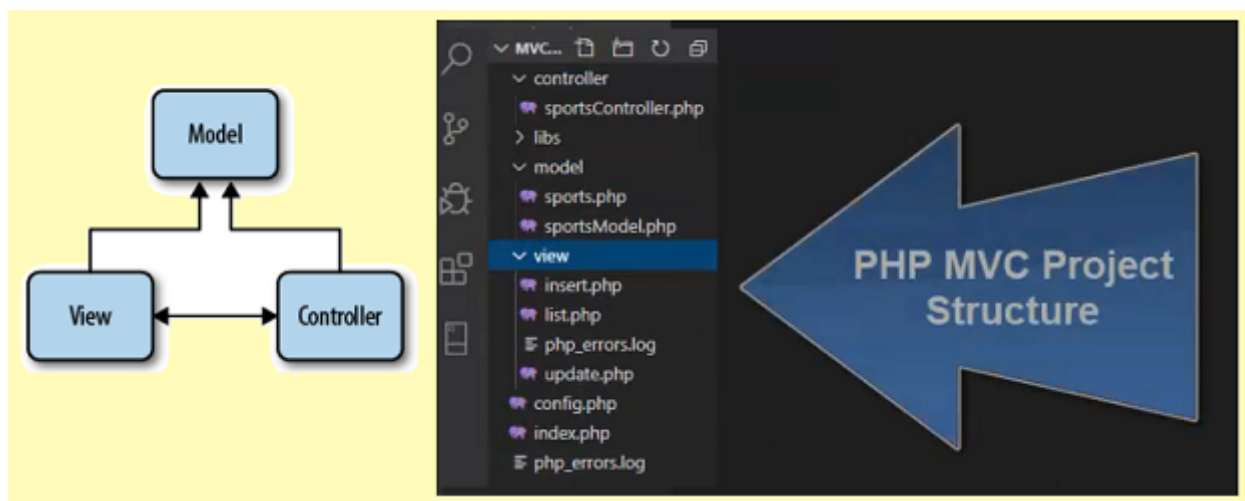 Model
View
Controller
MVC...
controller
sportsController.php
libs
model
sports.php
sportsModel.php
view
insert.php
list.php
php_errors.log
update.php
config.php
index.php
php_errors.log
PHP MVC Project
Structure